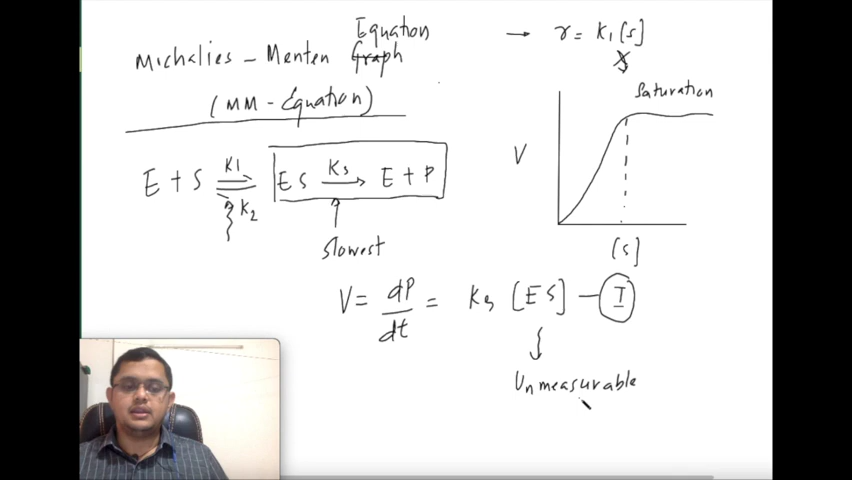 Equation
Michalies - Menten Graph
(MM - Equation)
→ r = K1 [S]
Saturation
V
[S]
E + S K1 ⇌ K2 ES K3 → E + P
Slowest
V = dP/dt = K3 [ES] - I
Unmeasurable